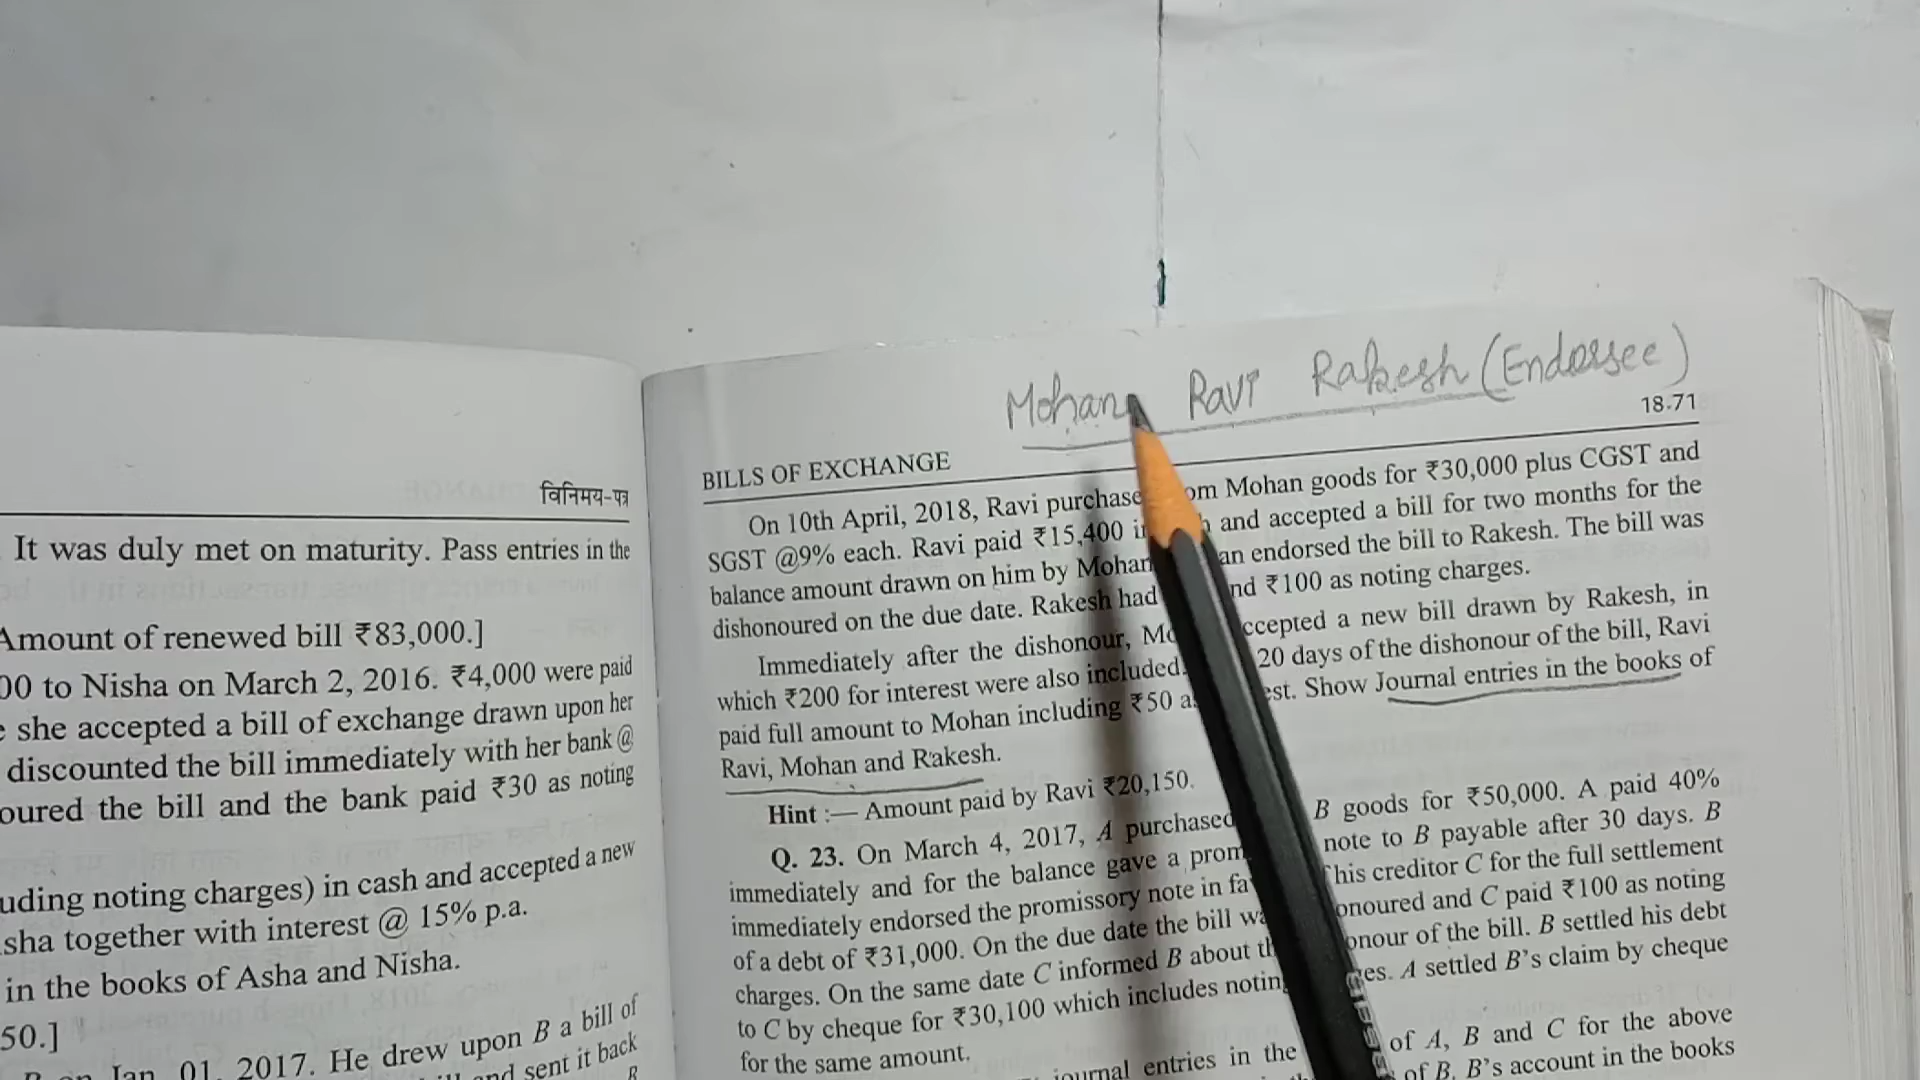 विनिमय-पत्र
It was duly met on maturity. Pass entries in the
Amount of renewed bill ₹83,000.]
00 to Nisha on March 2, 2016. ₹4,000 were paid
she accepted a bill of exchange drawn upon her
discounted the bill immediately with her bank @
oured the bill and the bank paid ₹30 as noting
uding noting charges) in cash and accepted a new
sha together with interest @ 15% p.a.
in the books of Asha and Nisha.
50.]
Jan. 01, 2017. He drew upon B a bill of
and sent it back
Mohan Ravi Rakesh (Endorsee)
18.71
BILLS OF EXCHANGE
On 10th April, 2018, Ravi purchase om Mohan goods for ₹30,000 plus CGST and
SGST @9% each. Ravi paid ₹15,400 i and accepted a bill for two months for the
balance amount drawn on him by Mohan an endorsed the bill to Rakesh. The bill was
dishonoured on the due date. Rakesh had nd ₹100 as noting charges.
Immediately after the dishonour, Mo ccepted a new bill drawn by Rakesh, in
which ₹200 for interest were also included. 20 days of the dishonour of the bill, Ravi
paid full amount to Mohan including ₹50 a est. Show Journal entries in the books of
Ravi, Mohan and Rakesh.
Hint :— Amount paid by Ravi ₹20,150.
Q. 23. On March 4, 2017, A purchased B goods for ₹50,000. A paid 40%
immediately and for the balance gave a prom note to B payable after 30 days. B
immediately endorsed the promissory note in fa his creditor C for the full settlement
of a debt of ₹31,000. On the due date the bill wa onoured and C paid ₹100 as noting
charges. On the same date C informed B about th onour of the bill. B settled his debt
to C by cheque for ₹30,100 which includes noting ges. A settled B's claim by cheque
for the same amount.
journal entries in the of A, B and C for the above
of B, B's account in the books